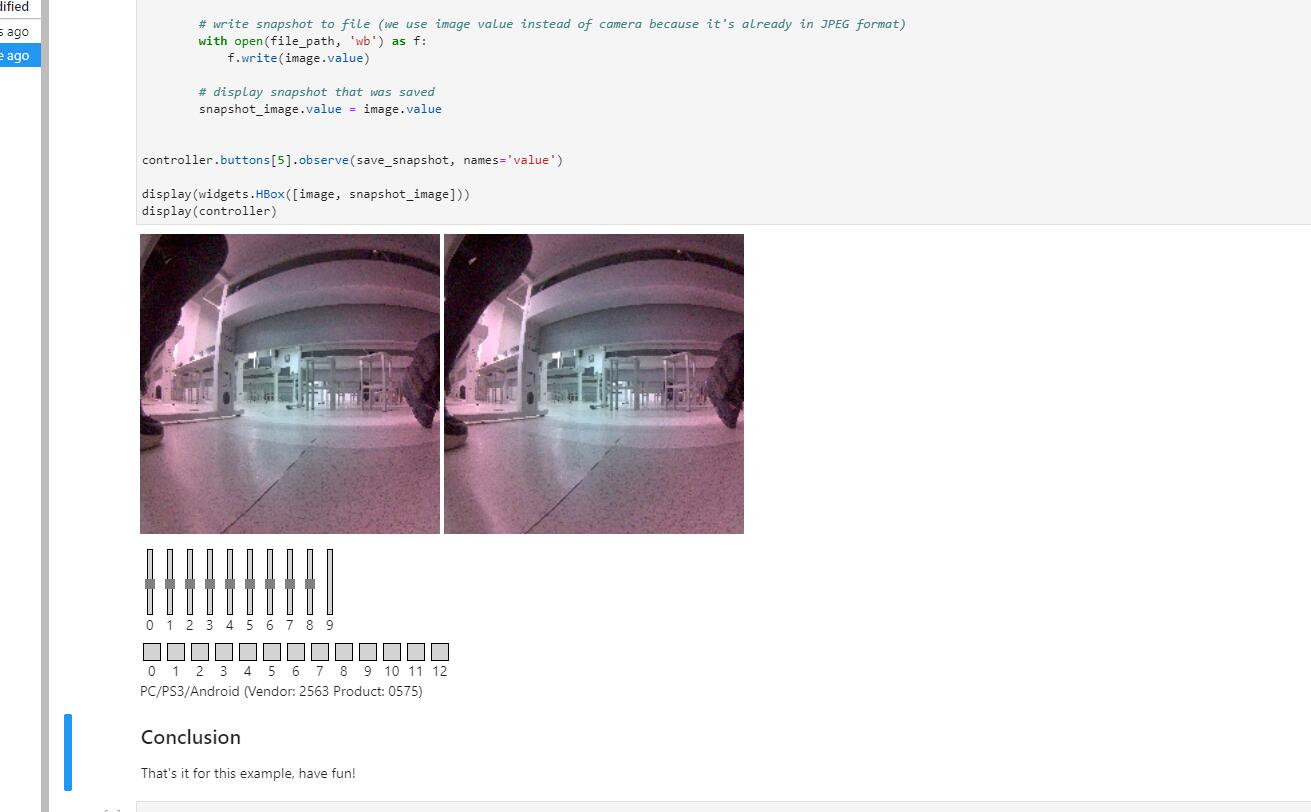 dified
s ago
e ago
# write snapshot to file (we use image value instead of camera because it's already in JPEG format)
with open(file_path, 'wb') as f:
f.write(image.value)
# display snapshot that was saved
snapshot_image.value = image.value
controller.buttons[5].observe(save_snapshot, names='value')
display(widgets.HBox([image, snapshot_image]))
display(controller)
0 1 2 3 4 5 6 7 8 9
0 1 2 3 4 5 6 7 8 9 10 11 12
PC/PS3/Android (Vendor: 2563 Product: 0575)
Conclusion
That's it for this example, have fun!